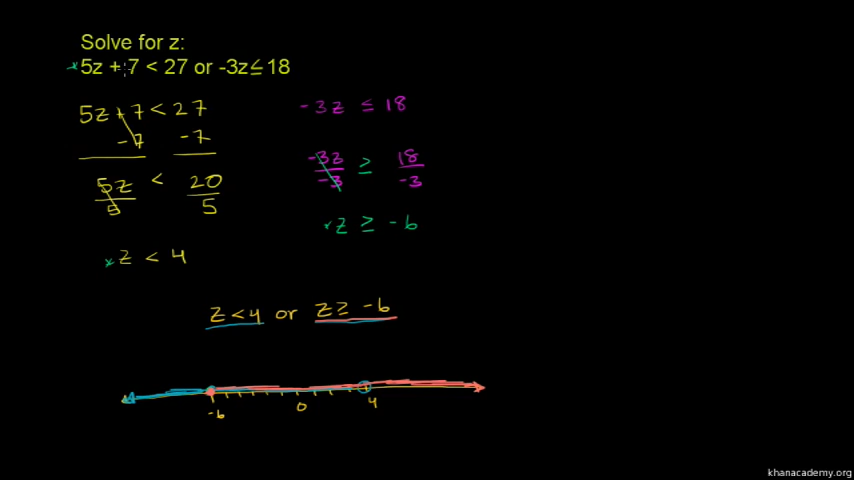 Solve for z:
5z + 7 < 27 or -3z ≤ 18
5z + 7 < 27
-7 -7
5z < 20
5 5
z < 4
-3z ≤ 18
-3z ≥ 18
-3 -3
z ≥ -6
z < 4 or z ≥ -6
-6 0 4
khanacademy.org